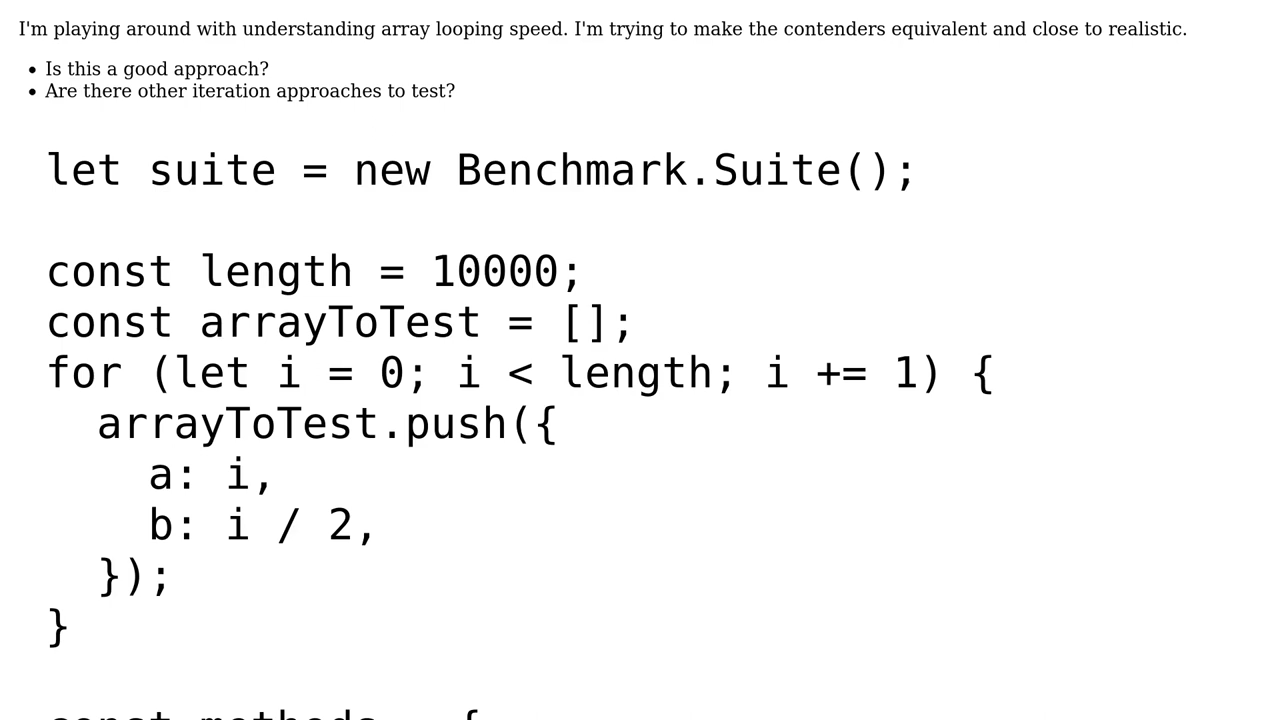 I'm playing around with understanding array looping speed. I'm trying to make the contenders equivalent and close to realistic.
• Is this a good approach?
• Are there other iteration approaches to test?
let suite = new Benchmark.Suite();
const length = 10000;
const arrayToTest = [];
for (let i = 0; i < length; i += 1) {
  arrayToTest.push({
    a: i,
    b: i / 2,
  });
}